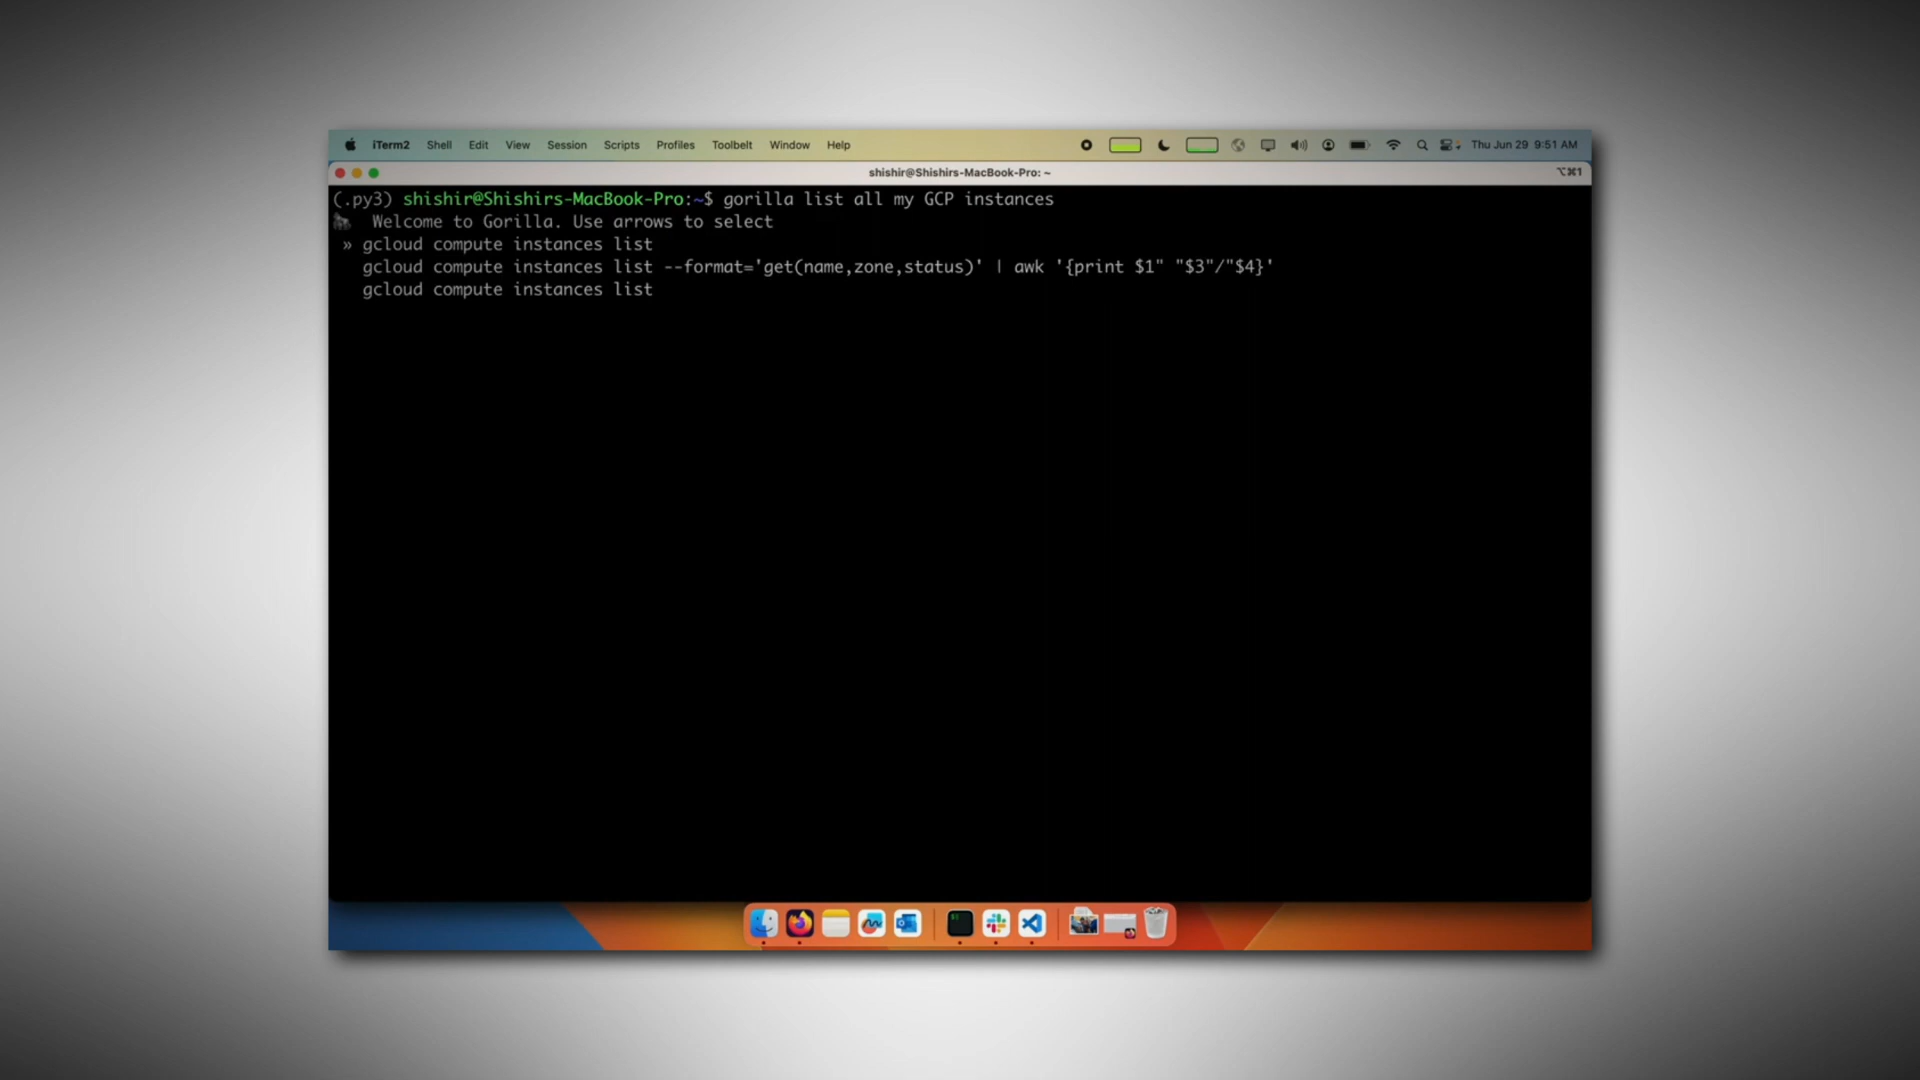 iTerm2 Shell Edit View Session Scripts Profiles Toolbelt Window Help Thu Jun 29 9:51 AM
shishir@Shishirs-MacBook-Pro: ~ ⌥⌘1
(.py3) shishir@Shishirs-MacBook-Pro:~$ gorilla list all my GCP instances
Welcome to Gorilla. Use arrows to select
» gcloud compute instances list
gcloud compute instances list --format='get(name,zone,status)' | awk '{print $1" "$3"/"$4}'
gcloud compute instances list